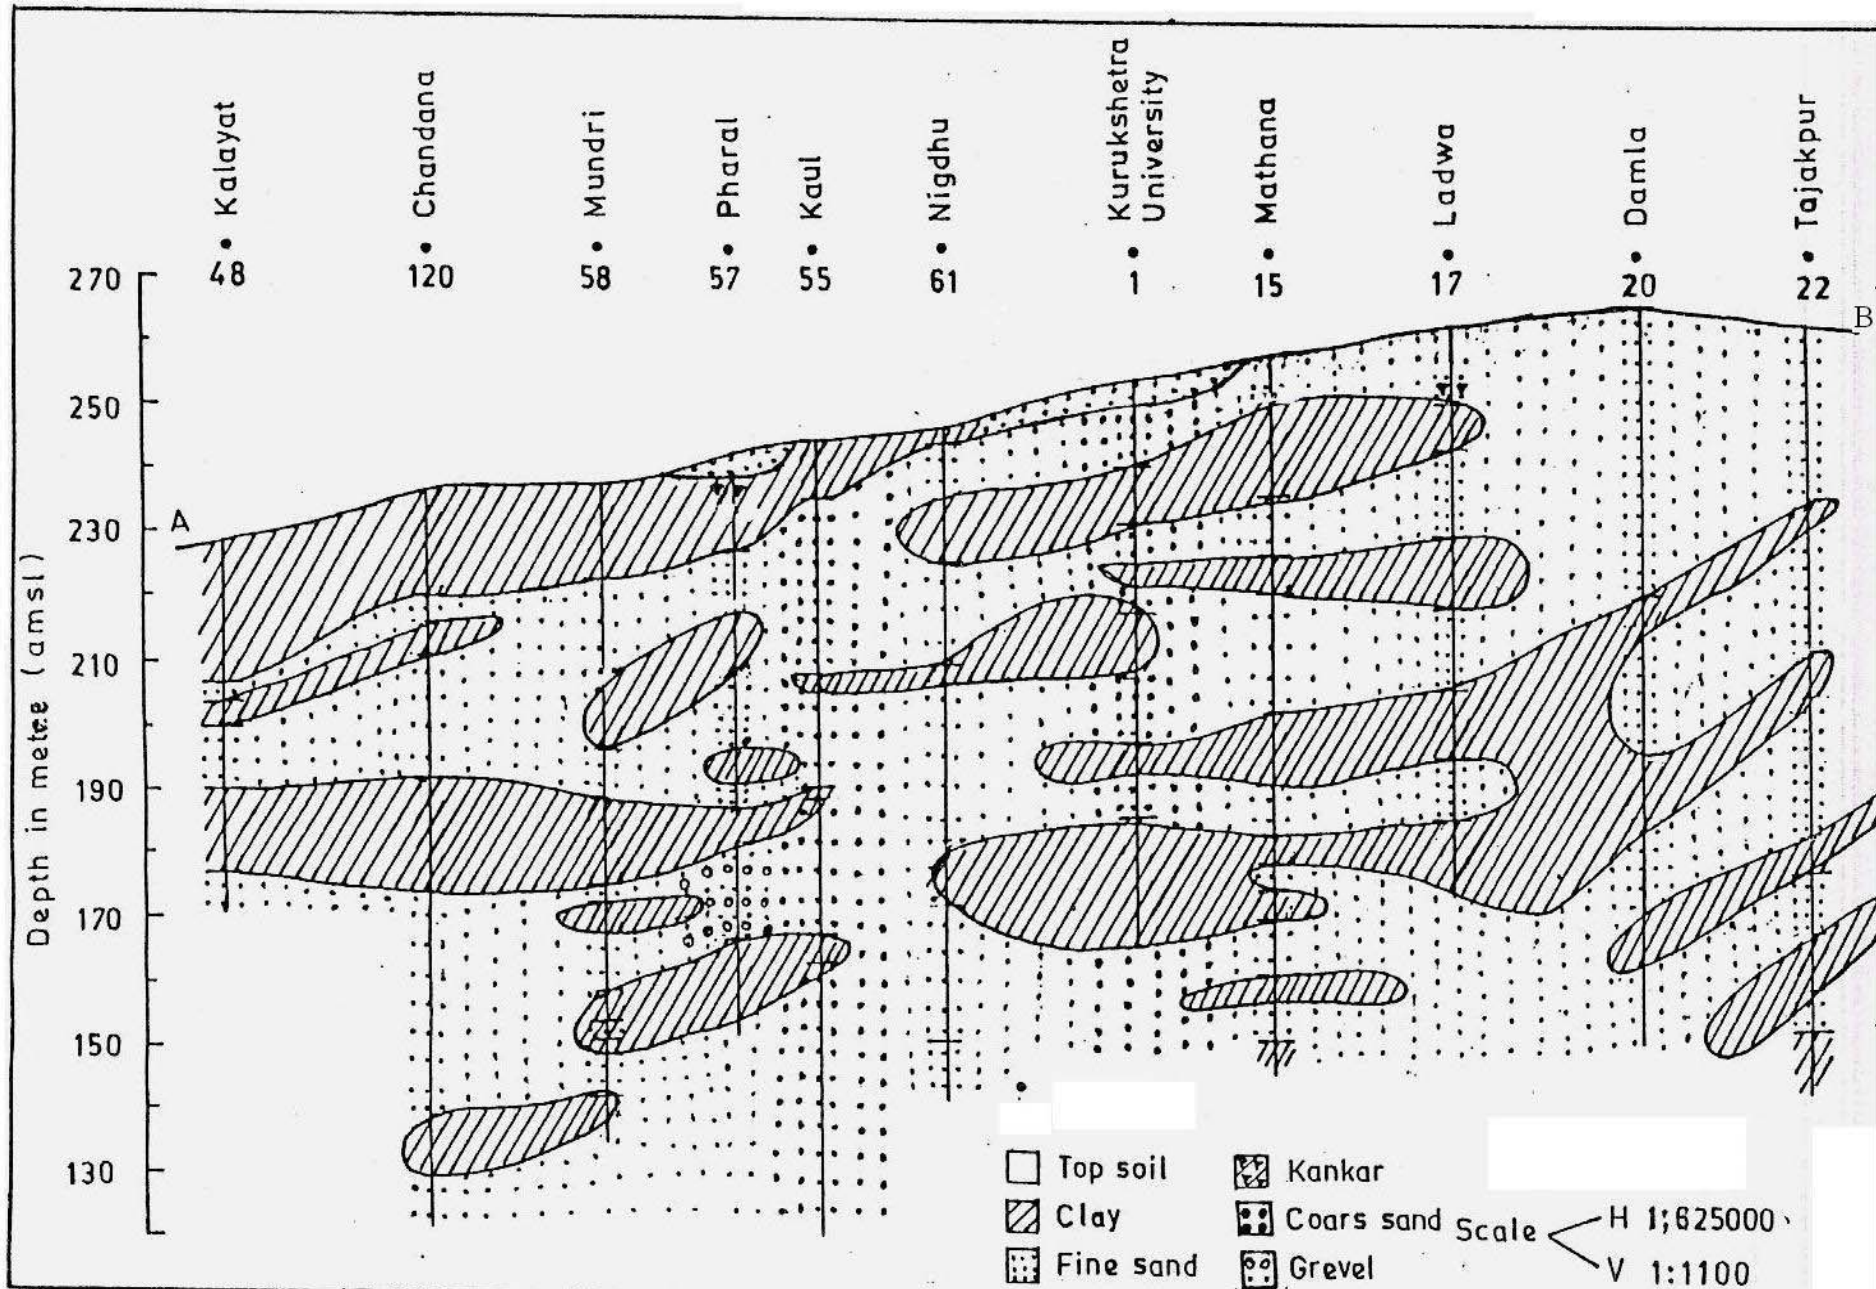 Kalayat
Chandana
Mundri
Pharal
Kaul
Nigdhu
Kurukshetra
University
Mathana
Ladwa
Damla
Tajakpur
48 120 58 57 55 61 1 15 17 20 22
270
250
230
210
190
170
150
130
A
B
Depth in metre (amsl)
Top soil
Clay
Fine sand
Kankar
Coars sand
Grevel
Scale
H 1;625000
V 1:1100